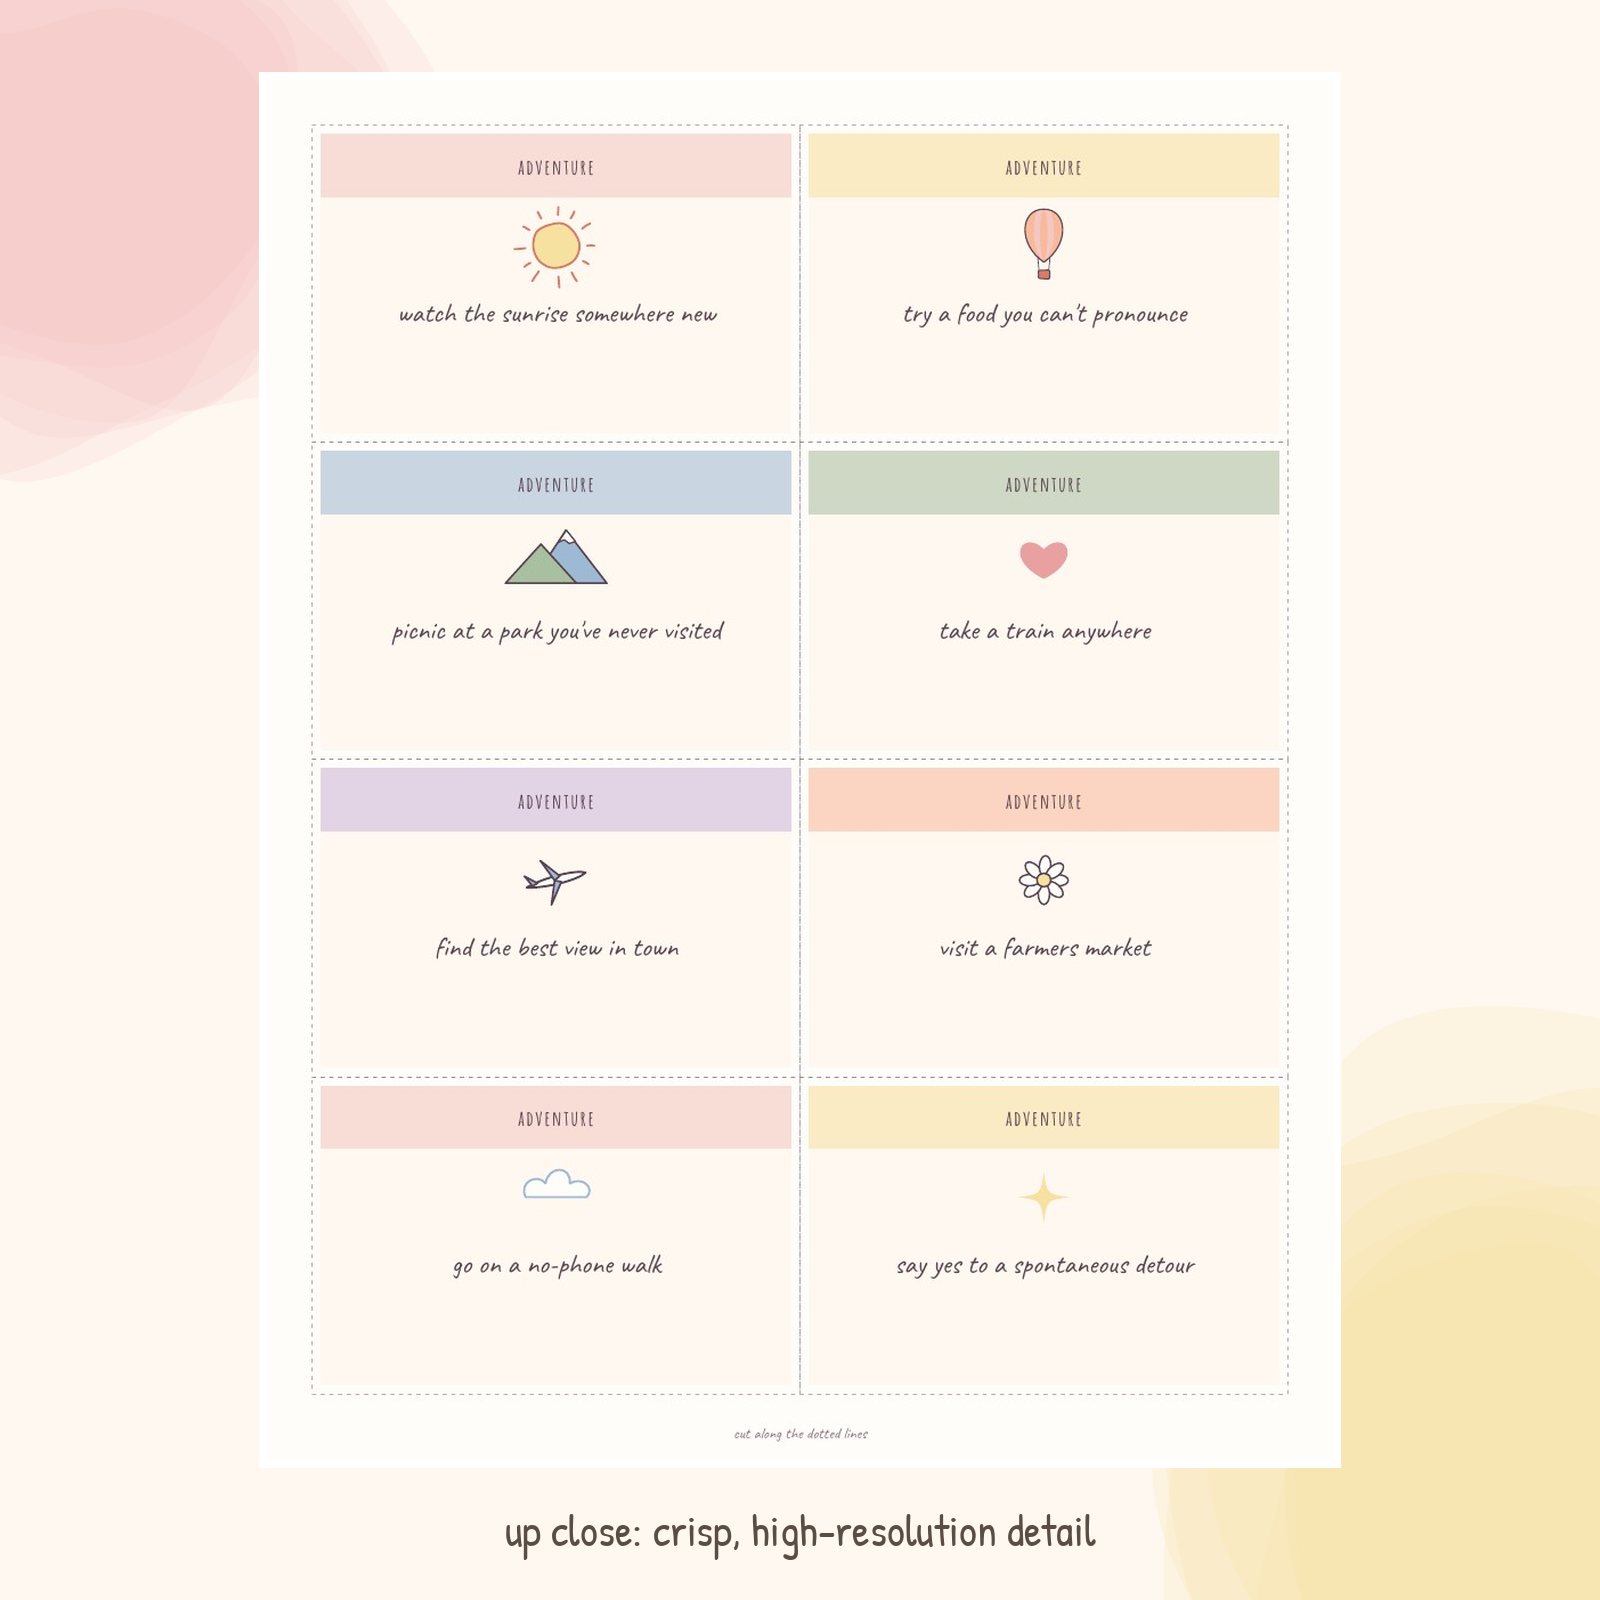 ADVENTURE
watch the sunrise somewhere new
ADVENTURE
try a food you can't pronounce
ADVENTURE
picnic at a park you've never visited
ADVENTURE
take a train anywhere
ADVENTURE
find the best view in town
ADVENTURE
visit a farmers market
ADVENTURE
go on a no-phone walk
ADVENTURE
say yes to a spontaneous detour
cut along the dotted lines
up close: crisp, high-resolution detail